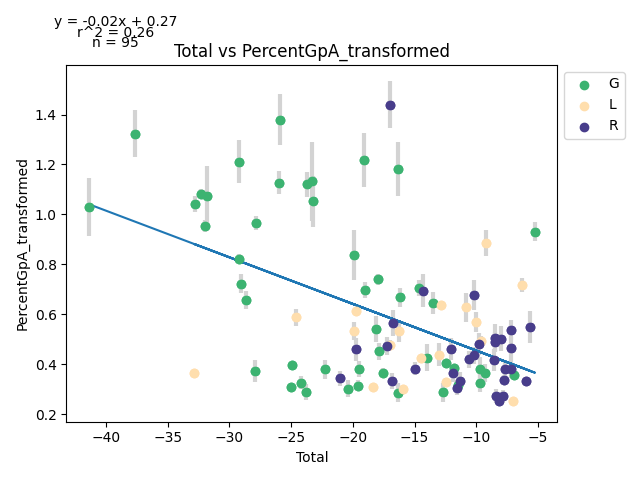 y = -0.02x + 0.27
r^2 = 0.26
n = 95
Total vs PercentGpA_transformed
G
L
R
PercentGpA_transformed
1.4
1.2
1.0
0.8
0.6
0.4
0.2
−40
−35
−30
−25
−20
−15
−10
−5
Total